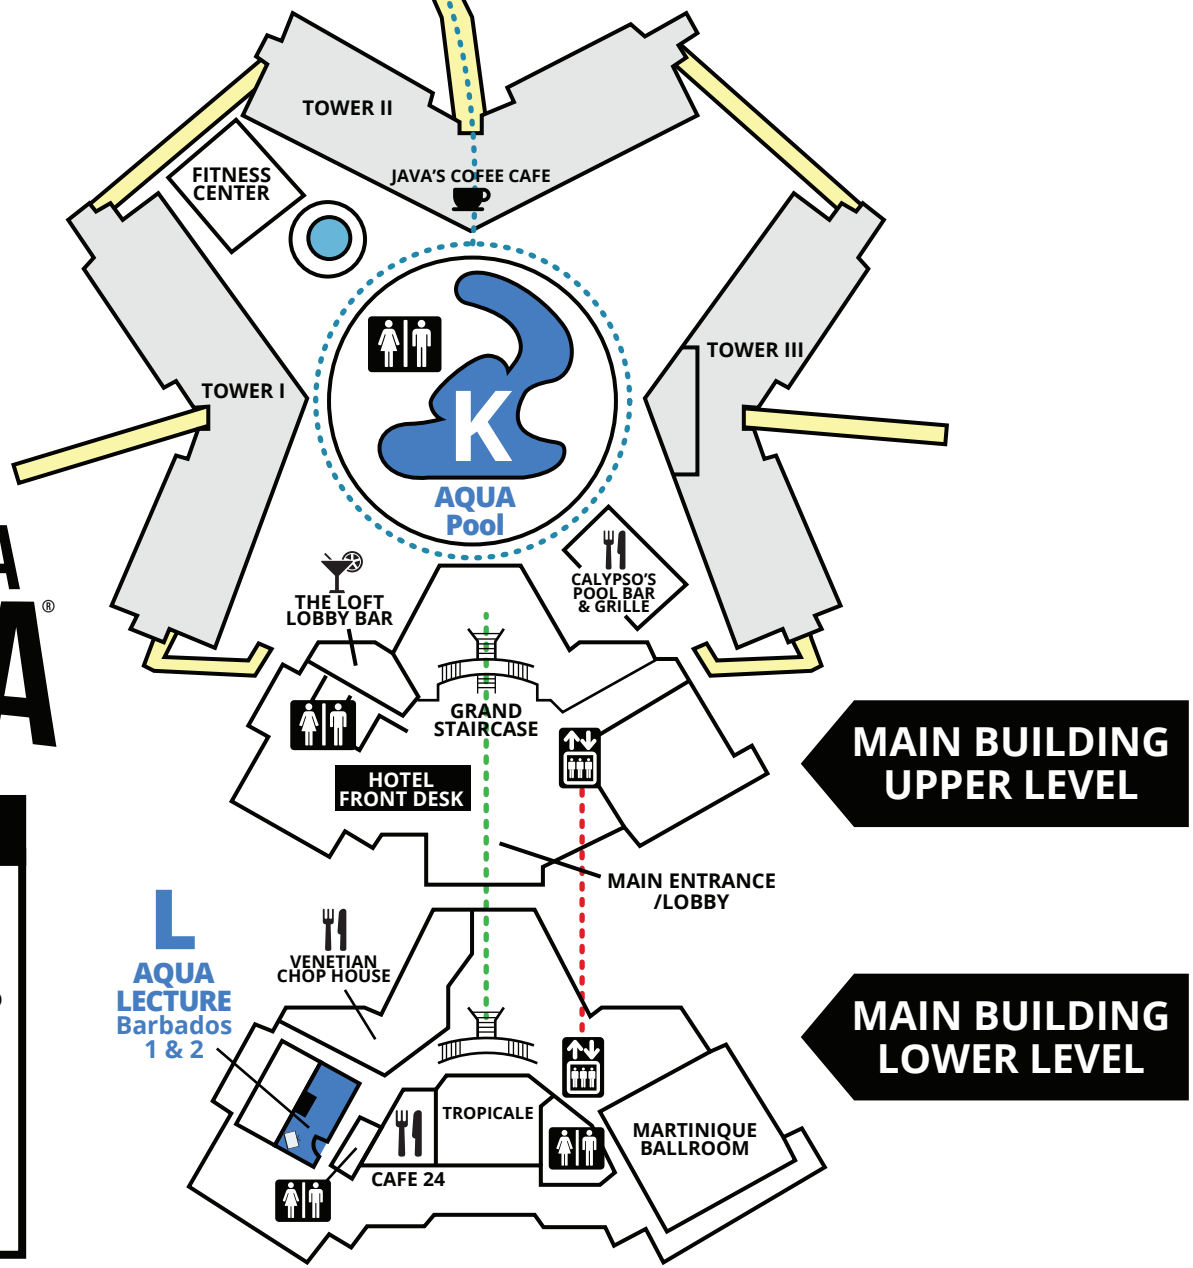 TOWER II
JAVA'S COFEE CAFE
FITNESS
CENTER
TOWER III
TOWER I
K
AQUA
Pool
CALYPSO'S
POOL BAR
& GRILLE
THE LOFT
LOBBY BAR
A
®
A
GRAND
STAIRCASE
HOTEL
FRONT DESK
MAIN BUILDING
UPPER LEVEL
MAIN ENTRANCE
/LOBBY
L
AQUA
LECTURE
Barbados
1 & 2
VENETIAN
CHOP HOUSE
MAIN BUILDING
LOWER LEVEL
TROPICALE
MARTINIQUE
BALLROOM
CAFE 24